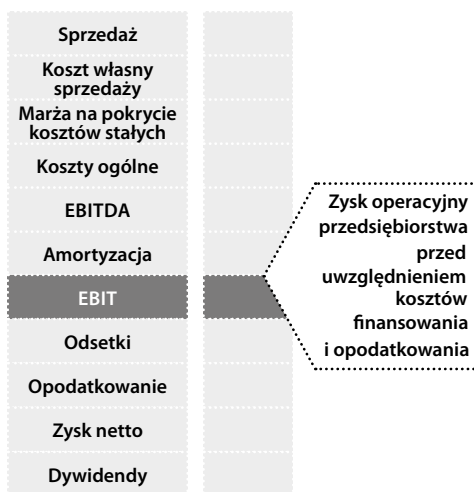 Sprzedaż
Koszt własny
sprzedaży
Marża na pokrycie
kosztów stałych
Koszty ogólne
EBITDA
Amortyzacja
EBIT
Odsetki
Opodatkowanie
Zysk netto
Dywidendy
Zysk operacyjny
przedsiębiorstwa
przed
uwzględnieniem
kosztów
finansowania
i opodatkowania